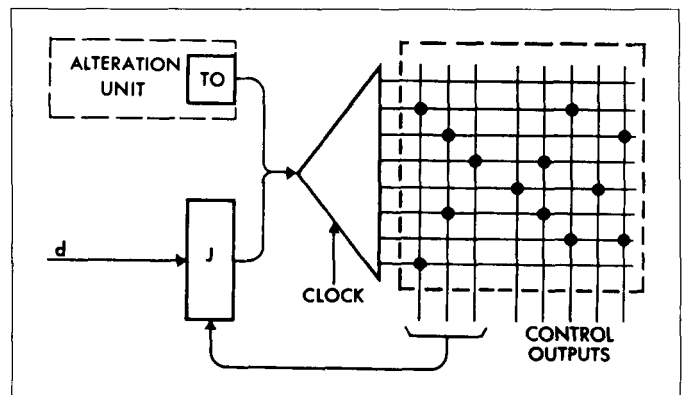 ALTERATION
UNIT
TO
d
J
CLOCK
CONTROL
OUTPUTS